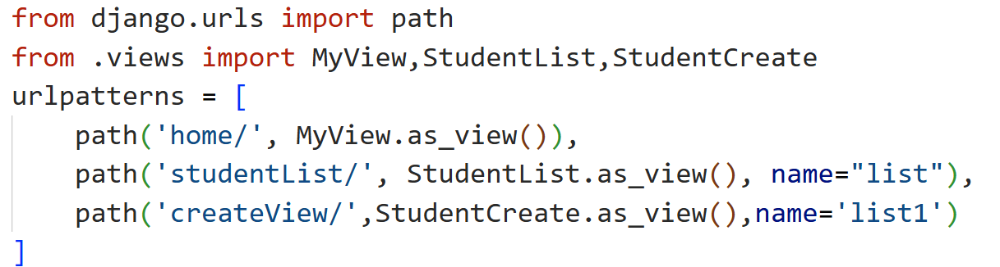 from django.urls import path
from .views import MyView,StudentList,StudentCreate
urlpatterns = [
    path('home/', MyView.as_view()),
    path('studentList/', StudentList.as_view(), name="list"),
    path('createView/',StudentCreate.as_view(),name='list1')
]